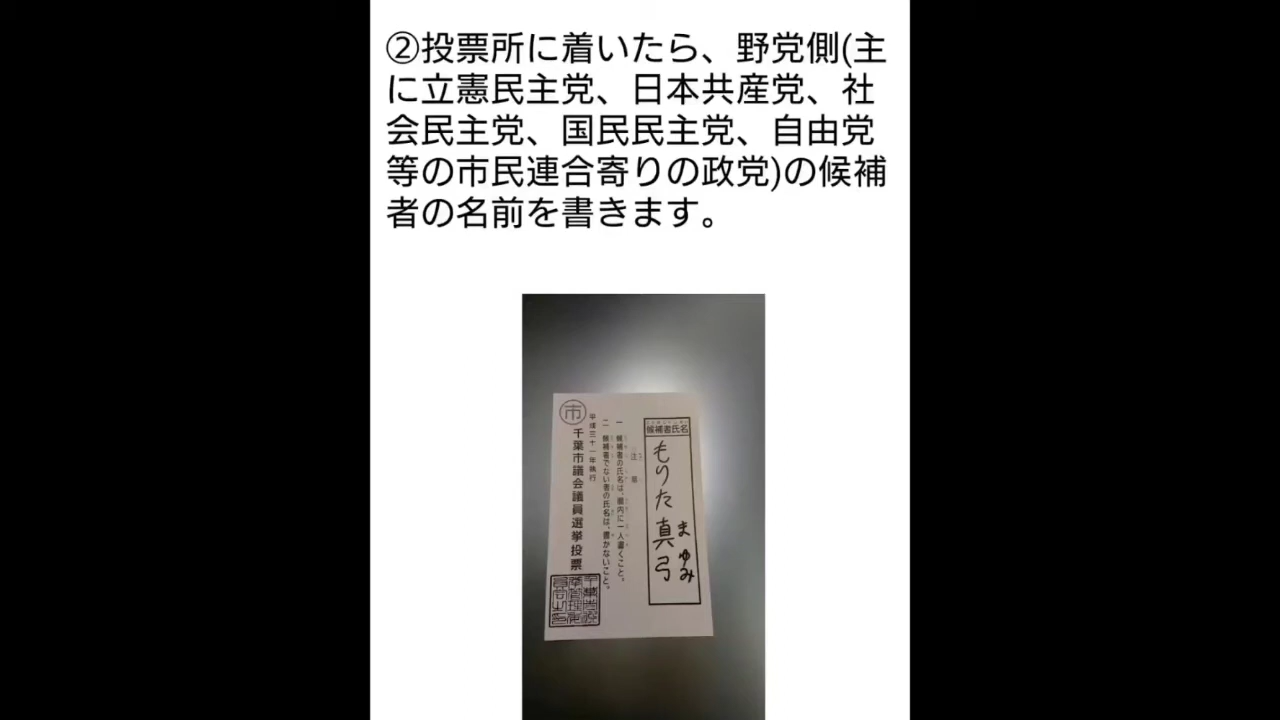 ②投票所に着いたら、野党側(主
に立憲民主党、日本共産党、社
会民主党、国民民主党、自由党
等の市民連合寄りの政党)の候補
者の名前を書きます。
候補者氏名
もりた真弓
まゆみ
注意
一 候補者の氏名は、欄内に一人書くこと。
二 候補者でない者の氏名は、書かないこと。
平成三十一年執行
市
千葉市議会議員選挙投票